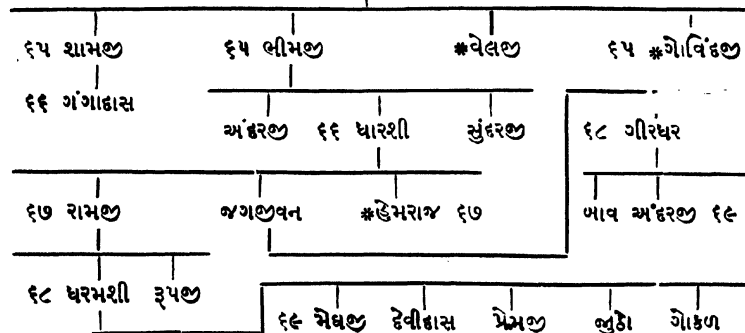 ૬૫ શામજી ૬૫ ભીમજી *વેલજી ૬૫ *ગોવિંદજી
૬૬ ગંગાદાસ
અંદરજી ૬૬ ધારશી સુંદરજી ૬૮ ગીરધર
૬૭ રામજી જગજીવન *હેમરાજ ૬૭ બાવ અંદરજી ૬૯
૬૮ ધરમશી રૂપજી
૬૯ મેઘજી દેવીદાસ પ્રેમજી જુઠો ગોકળ